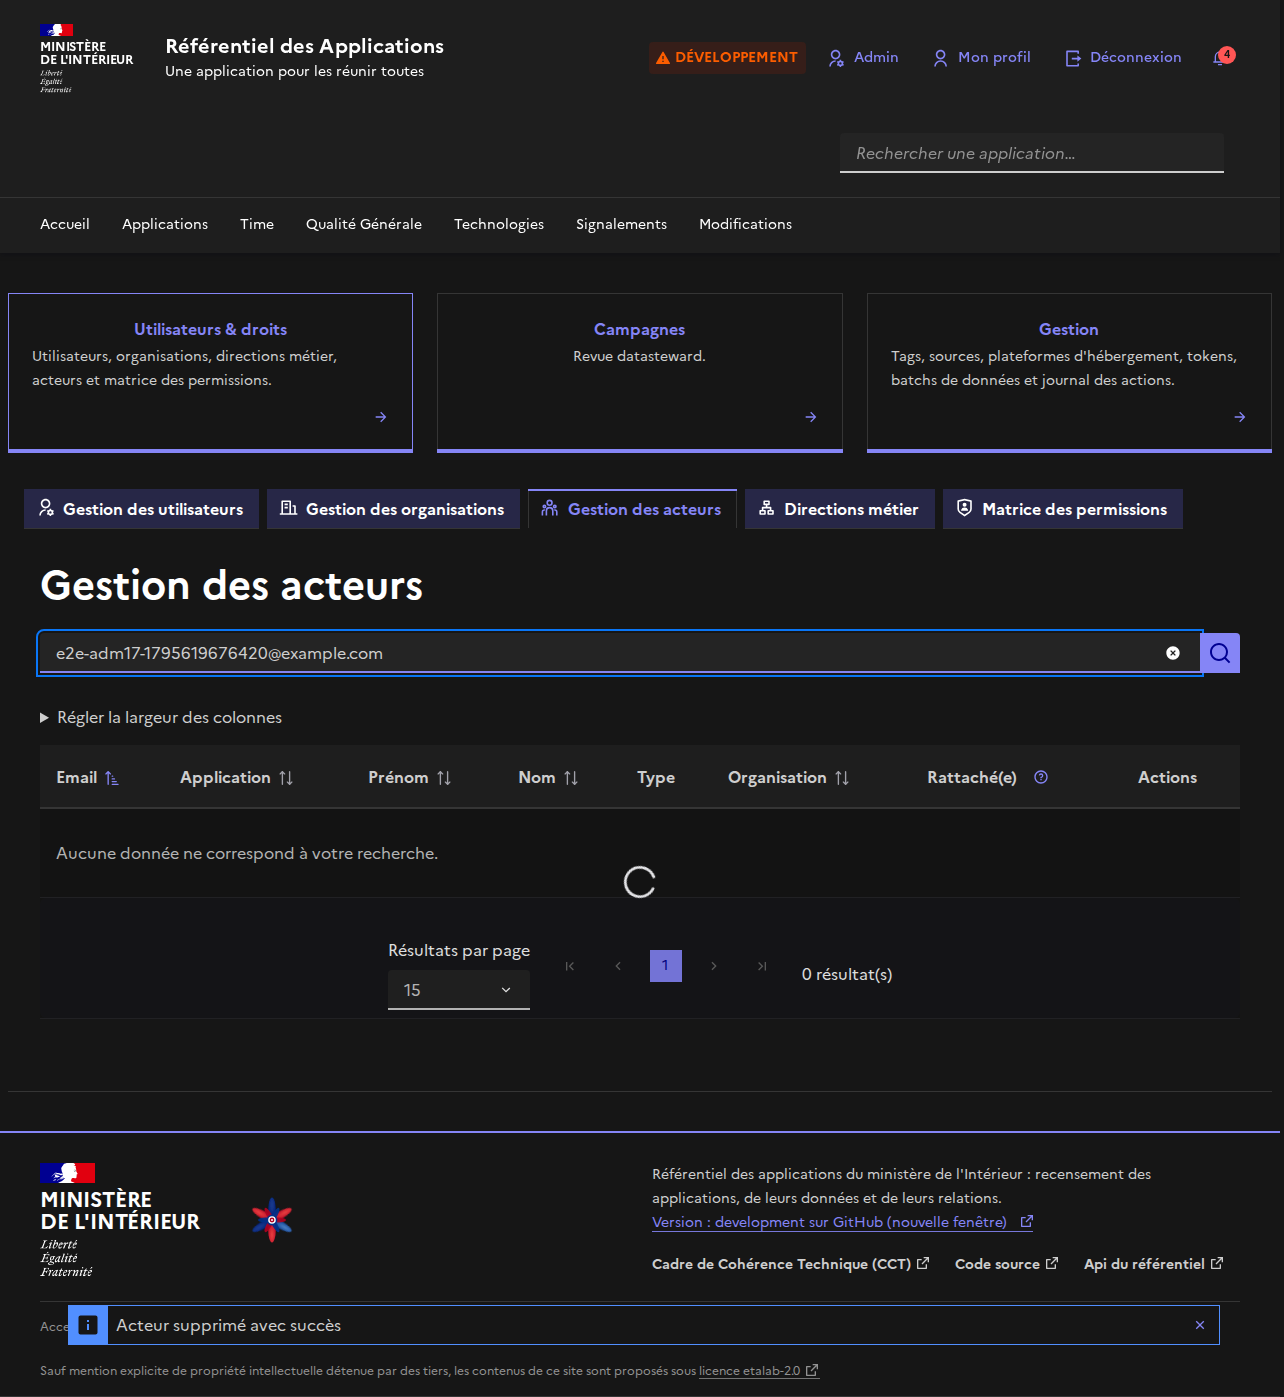 MINISTÈRE
DE L'INTÉRIEUR
Liberté
Égalité
Fraternité
Référentiel des Applications
Une application pour les réunir toutes
DÉVELOPPEMENT
Admin
Mon profil
Déconnexion
4
Rechercher une application…
Accueil
Applications
Time
Qualité Générale
Technologies
Signalements
Modifications
Utilisateurs & droits
Utilisateurs, organisations, directions métier,
acteurs et matrice des permissions.
Campagnes
Revue datasteward.
Gestion
Tags, sources, plateformes d'hébergement, tokens,
batchs de données et journal des actions.
Gestion des utilisateurs
Gestion des organisations
Gestion des acteurs
Directions métier
Matrice des permissions
Gestion des acteurs
e2e-adm17-1795619676420@example.com
Régler la largeur des colonnes
Email
Application
Prénom
Nom
Type
Organisation
Rattaché(e)
Actions
Aucune donnée ne correspond à votre recherche.
Résultats par page
15
1
0 résultat(s)
MINISTÈRE
DE L'INTÉRIEUR
Liberté
Égalité
Fraternité
Référentiel des applications du ministère de l'Intérieur : recensement des
applications, de leurs données et de leurs relations.
Version : development sur GitHub (nouvelle fenêtre)
Cadre de Cohérence Technique (CCT)
Code source
Api du référentiel
Acce
Acteur supprimé avec succès
Sauf mention explicite de propriété intellectuelle détenue par des tiers, les contenus de ce site sont proposés sous licence etalab-2.0